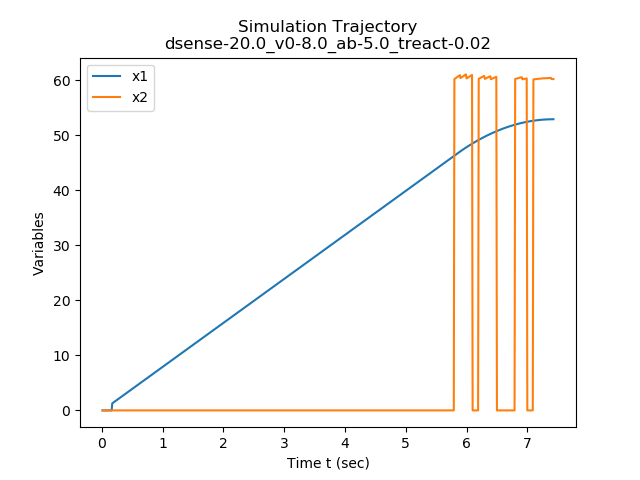 Simulation Trajectory
dsense-20.0_v0-8.0_ab-5.0_treact-0.02
x1
x2
60
50
40
30
20
10
0
Variables
0 1 2 3 4 5 6 7
Time t (sec)